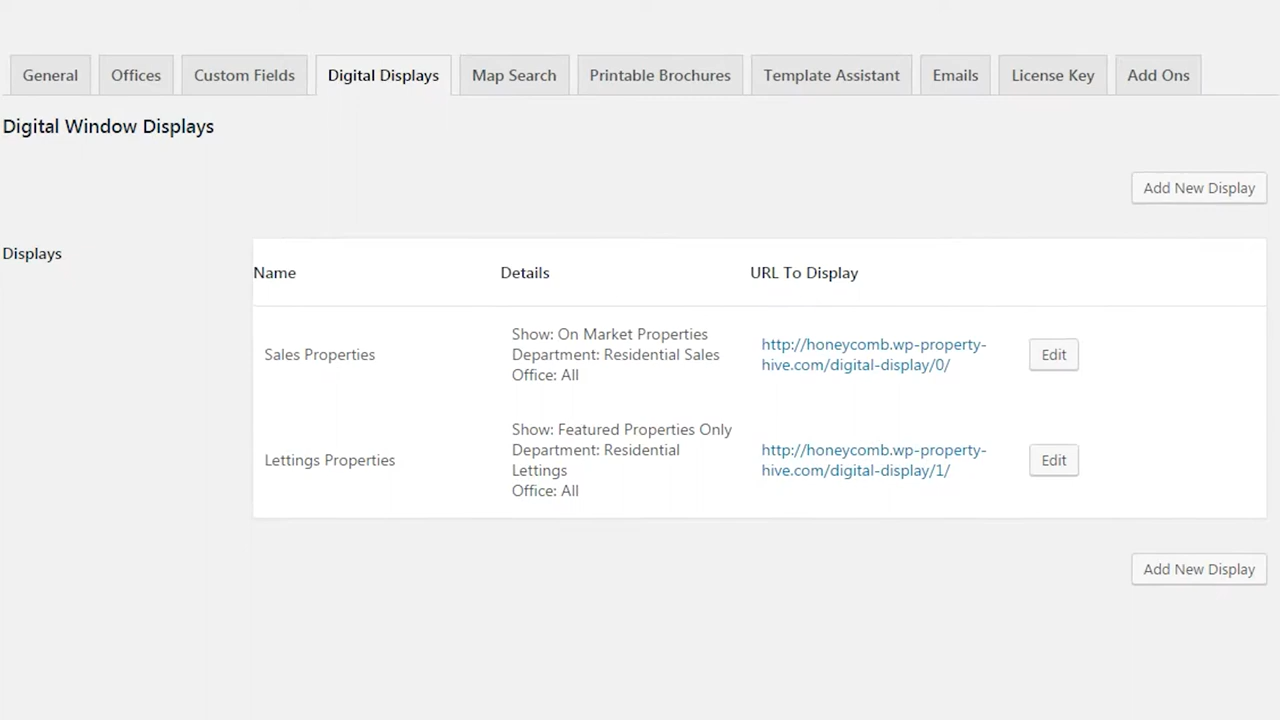 General
Offices
Custom Fields
Digital Displays
Map Search
Printable Brochures
Template Assistant
Emails
License Key
Add Ons
Digital Window Displays
Add New Display
Displays
Name
Details
URL To Display
Sales Properties
Show: On Market Properties
Department: Residential Sales
Office: All
http://honeycomb.wp-property-
hive.com/digital-display/0/
Edit
Lettings Properties
Show: Featured Properties Only
Department: Residential
Lettings
Office: All
http://honeycomb.wp-property-
hive.com/digital-display/1/
Edit
Add New Display